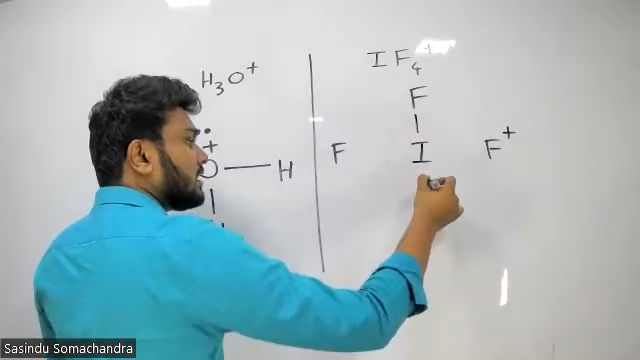 H₃O⁺
+
O — H
IF₄⁺
F
I
F I F⁺
Sasindu Somachandra